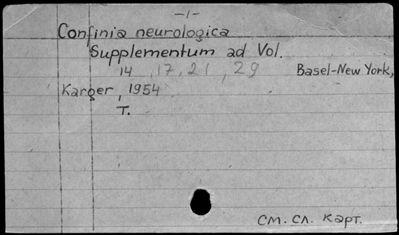 -1-
Confinia neurologica
Supplementum ad Vol.
14, 17, 21, 29 Basel-New York,
Karger, 1954
T.
см. сл. карт.